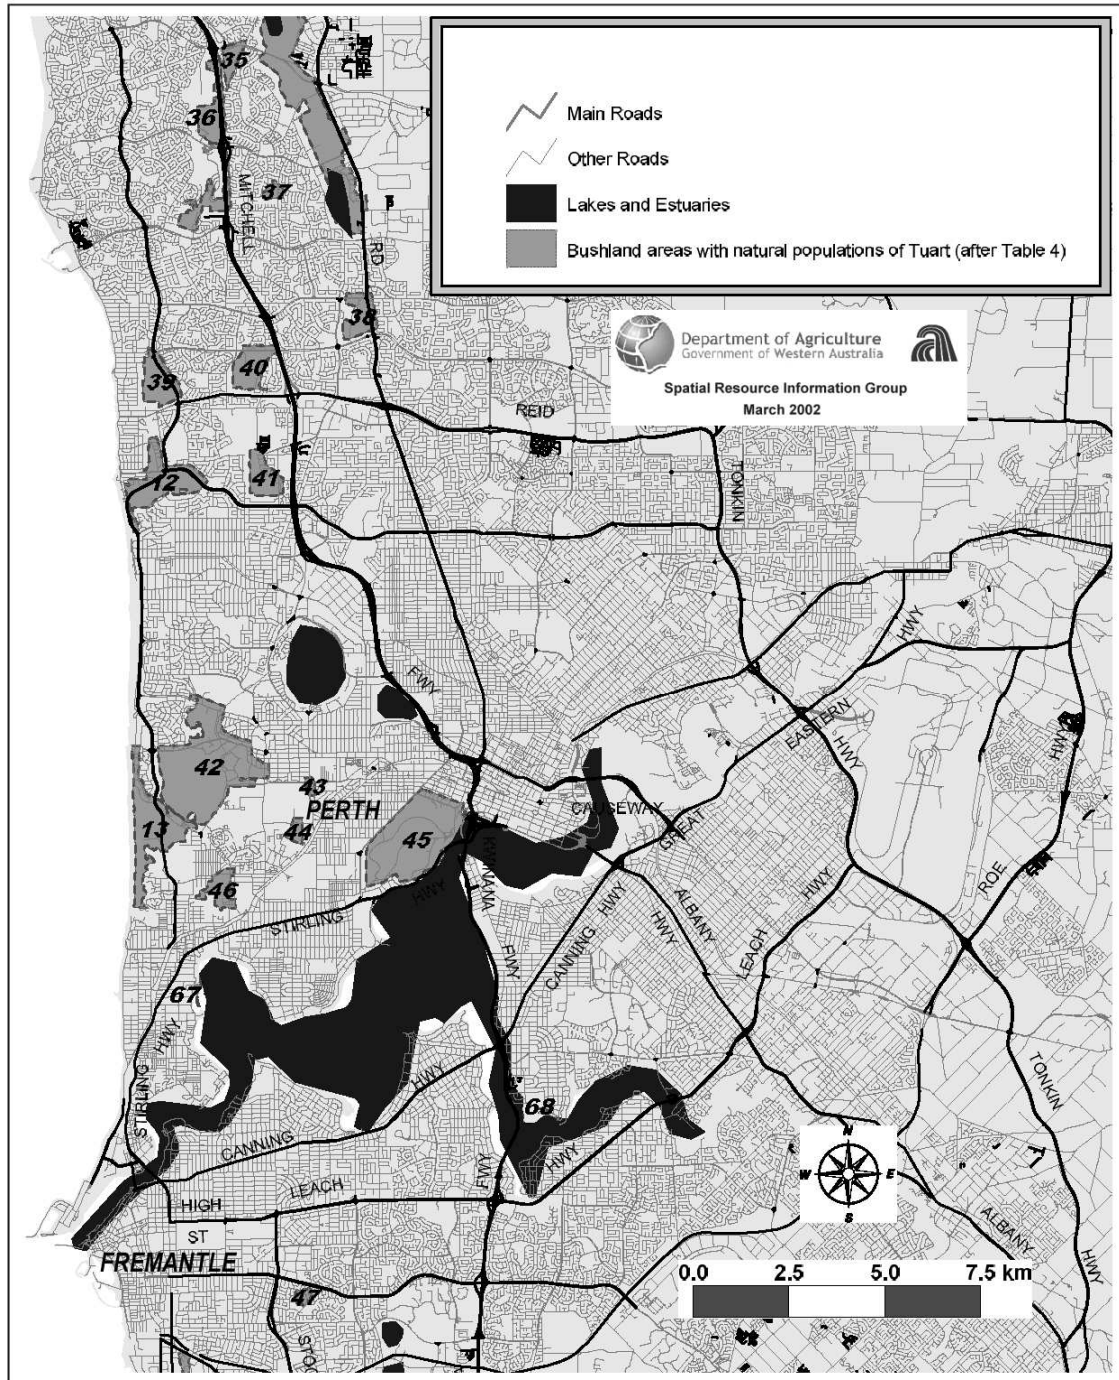 35
36
37
MITCHELL
RD
38
39
40
41
12
Main Roads
Other Roads
Lakes and Estuaries
Bushland areas with natural populations of Tuart (after Table 4)
Department of Agriculture
Government of Western Australia
Spatial Resource Information Group
March 2002
REID
TONKIN
HWY
FWY
EASTERN
HWY
HWY
42
43
PERTH
13
44
45
46
CAUSEWAY
GREAT
KWINANA
HWY
STIRLING
HWY
ALBANY
HWY
HWY
LEACH
ROE
CANNING
FWY
67
HWY
STIRLING
HWY
TONKIN
68
CANNING
HWY
FWY
LEACH
HIGH
ST
FREMANTLE
N
W E
S
ALBANY
HWY
0.0 2.5 5.0 7.5 km
47
STOC